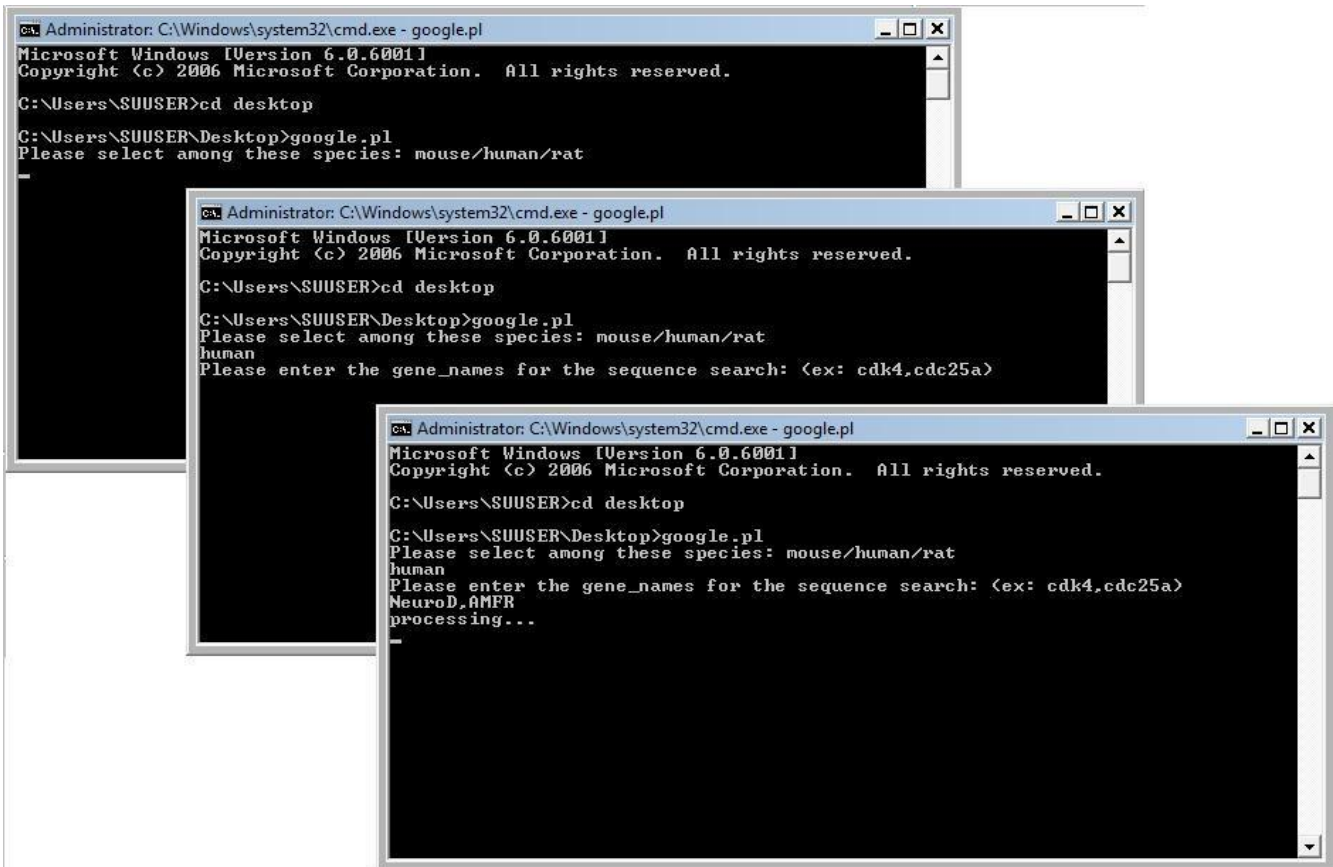 Administrator: C:\Windows\system32\cmd.exe - google.pl
Microsoft Windows [Version 6.0.6001]
Copyright (c) 2006 Microsoft Corporation.  All rights reserved.
C:\Users\SUUSER>cd desktop
C:\Users\SUUSER\Desktop>google.pl
Please select among these species: mouse/human/rat
Administrator: C:\Windows\system32\cmd.exe - google.pl
Microsoft Windows [Version 6.0.6001]
Copyright (c) 2006 Microsoft Corporation.  All rights reserved.
C:\Users\SUUSER>cd desktop
C:\Users\SUUSER\Desktop>google.pl
Please select among these species: mouse/human/rat
human
Please enter the gene_names for the sequence search: (ex: cdk4,cdc25a)
Administrator: C:\Windows\system32\cmd.exe - google.pl
Microsoft Windows [Version 6.0.6001]
Copyright (c) 2006 Microsoft Corporation.  All rights reserved.
C:\Users\SUUSER>cd desktop
C:\Users\SUUSER\Desktop>google.pl
Please select among these species: mouse/human/rat
human
Please enter the gene_names for the sequence search: (ex: cdk4,cdc25a)
NeuroD,AMFR
processing...